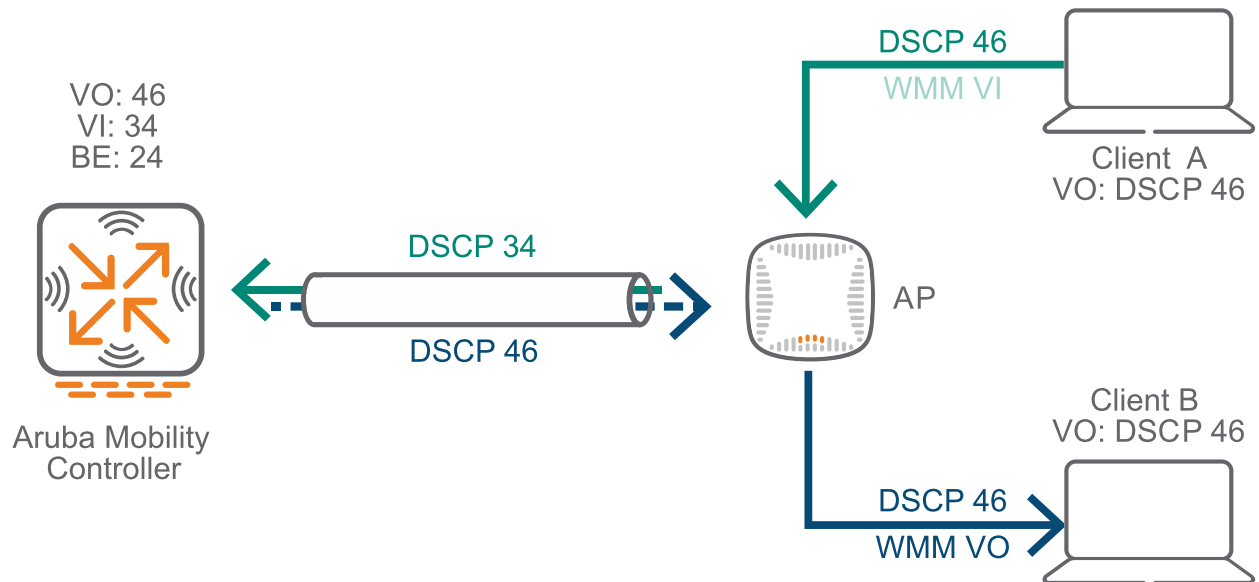 VO: 46
VI: 34
BE: 24
Aruba Mobility
Controller
DSCP 34
DSCP 46
DSCP 46
WMM VI
Client A
VO: DSCP 46
AP
Client B
VO: DSCP 46
DSCP 46
WMM VO